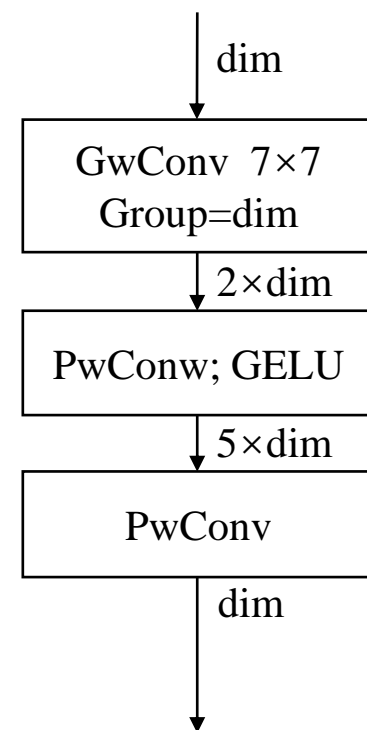 dim
GwConv 7×7
Group=dim
2×dim
PwConw; GELU
5×dim
PwConv
dim